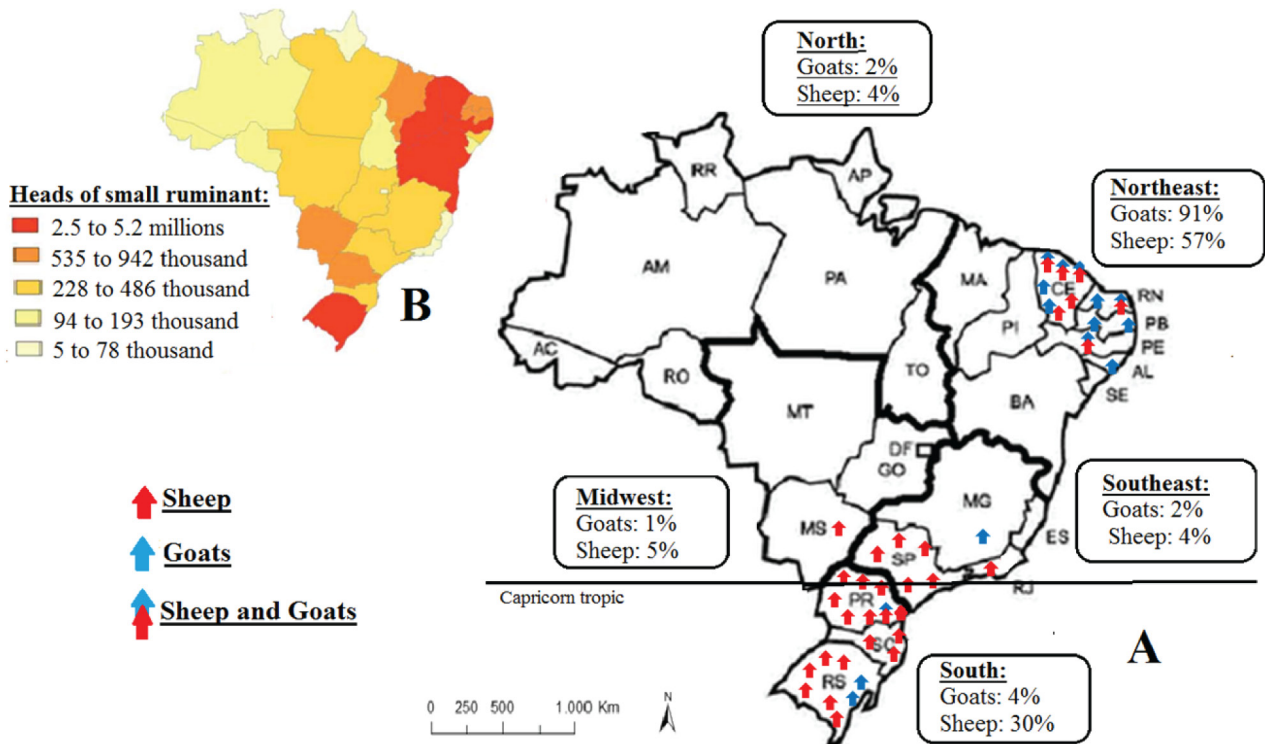 North:
Goats: 2%
Sheep: 4%
Heads of small ruminant:
2.5 to 5.2 millions
535 to 942 thousand
228 to 486 thousand
94 to 193 thousand
5 to 78 thousand
B
Northeast:
Goats: 91%
Sheep: 57%
RR
AP
AM
PA
MA
CE
RN
PI
PB
PE
AL
SE
AC
RO
TO
MT
BA
DF
GO
Sheep
Goats
Sheep and Goats
Midwest:
Goats: 1%
Sheep: 5%
MS
MG
ES
SP
RJ
Southeast:
Goats: 2%
Sheep: 4%
Capricorn tropic
PR
SC
RS
A
South:
Goats: 4%
Sheep: 30%
0 250 500 1.000 Km
N